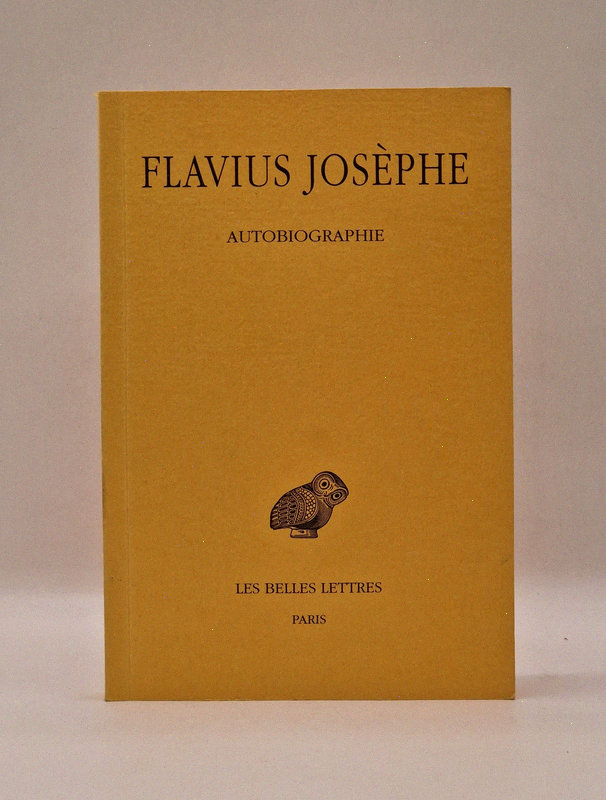 FLAVIUS JOSÈPHE
AUTOBIOGRAPHIE
LES BELLES LETTRES
PARIS